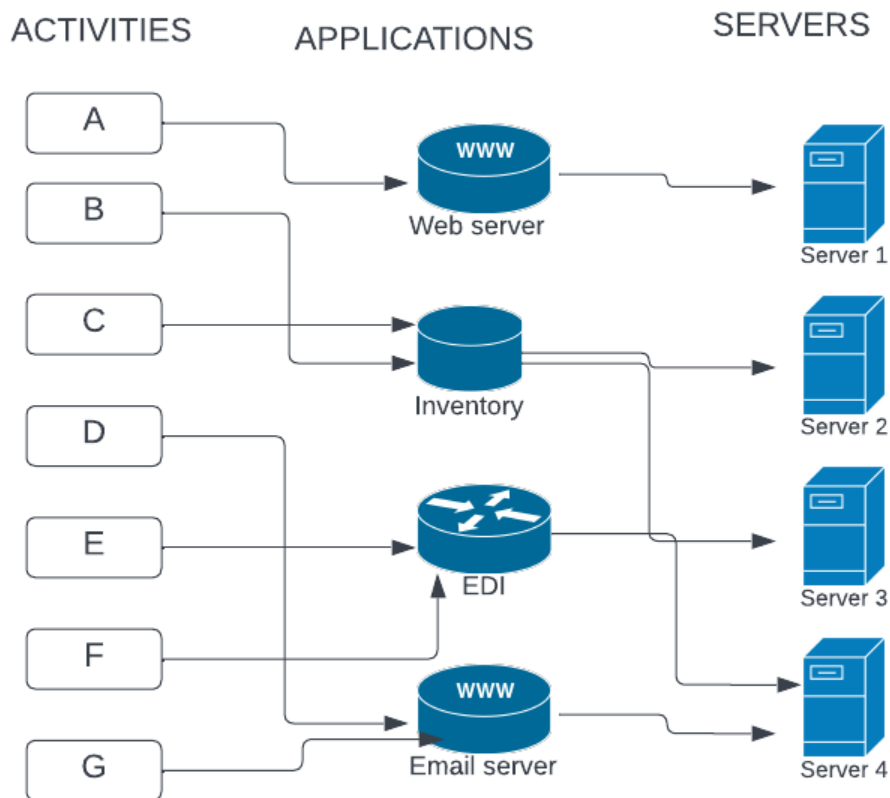 ACTIVITIES
APPLICATIONS
SERVERS
A
B
C
D
E
F
G
WWW
Web server
Inventory
EDI
WWW
Email server
Server 1
Server 2
Server 3
Server 4